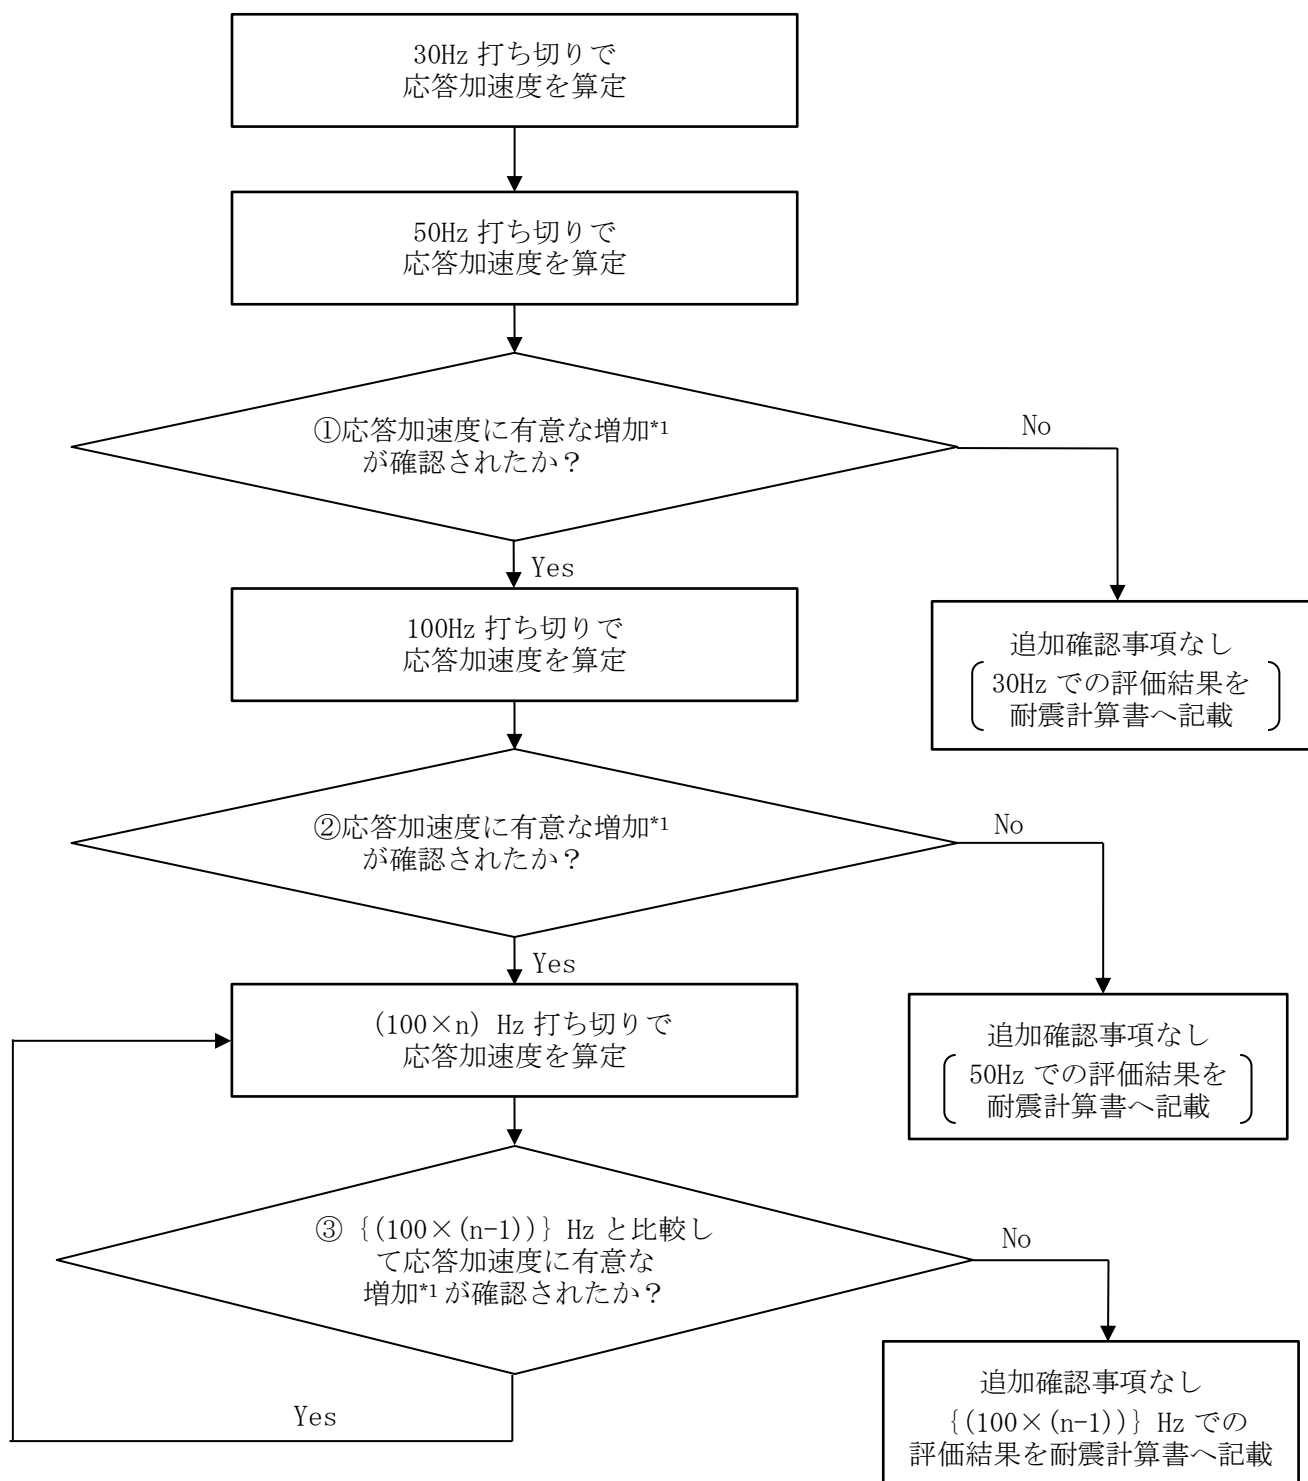 30Hz 打ち切りで
応答加速度を算定
50Hz 打ち切りで
応答加速度を算定
①応答加速度に有意な増加*1
が確認されたか？
No
Yes
100Hz 打ち切りで
応答加速度を算定
追加確認事項なし
30Hz での評価結果を
耐震計算書へ記載
②応答加速度に有意な増加*1
が確認されたか？
No
Yes
(100×n) Hz 打ち切りで
応答加速度を算定
追加確認事項なし
50Hz での評価結果を
耐震計算書へ記載
③ {(100×(n-1))} Hz と比較し
て応答加速度に有意な
増加*1 が確認されたか？
No
Yes
追加確認事項なし
{(100×(n-1))} Hz での
評価結果を耐震計算書へ記載